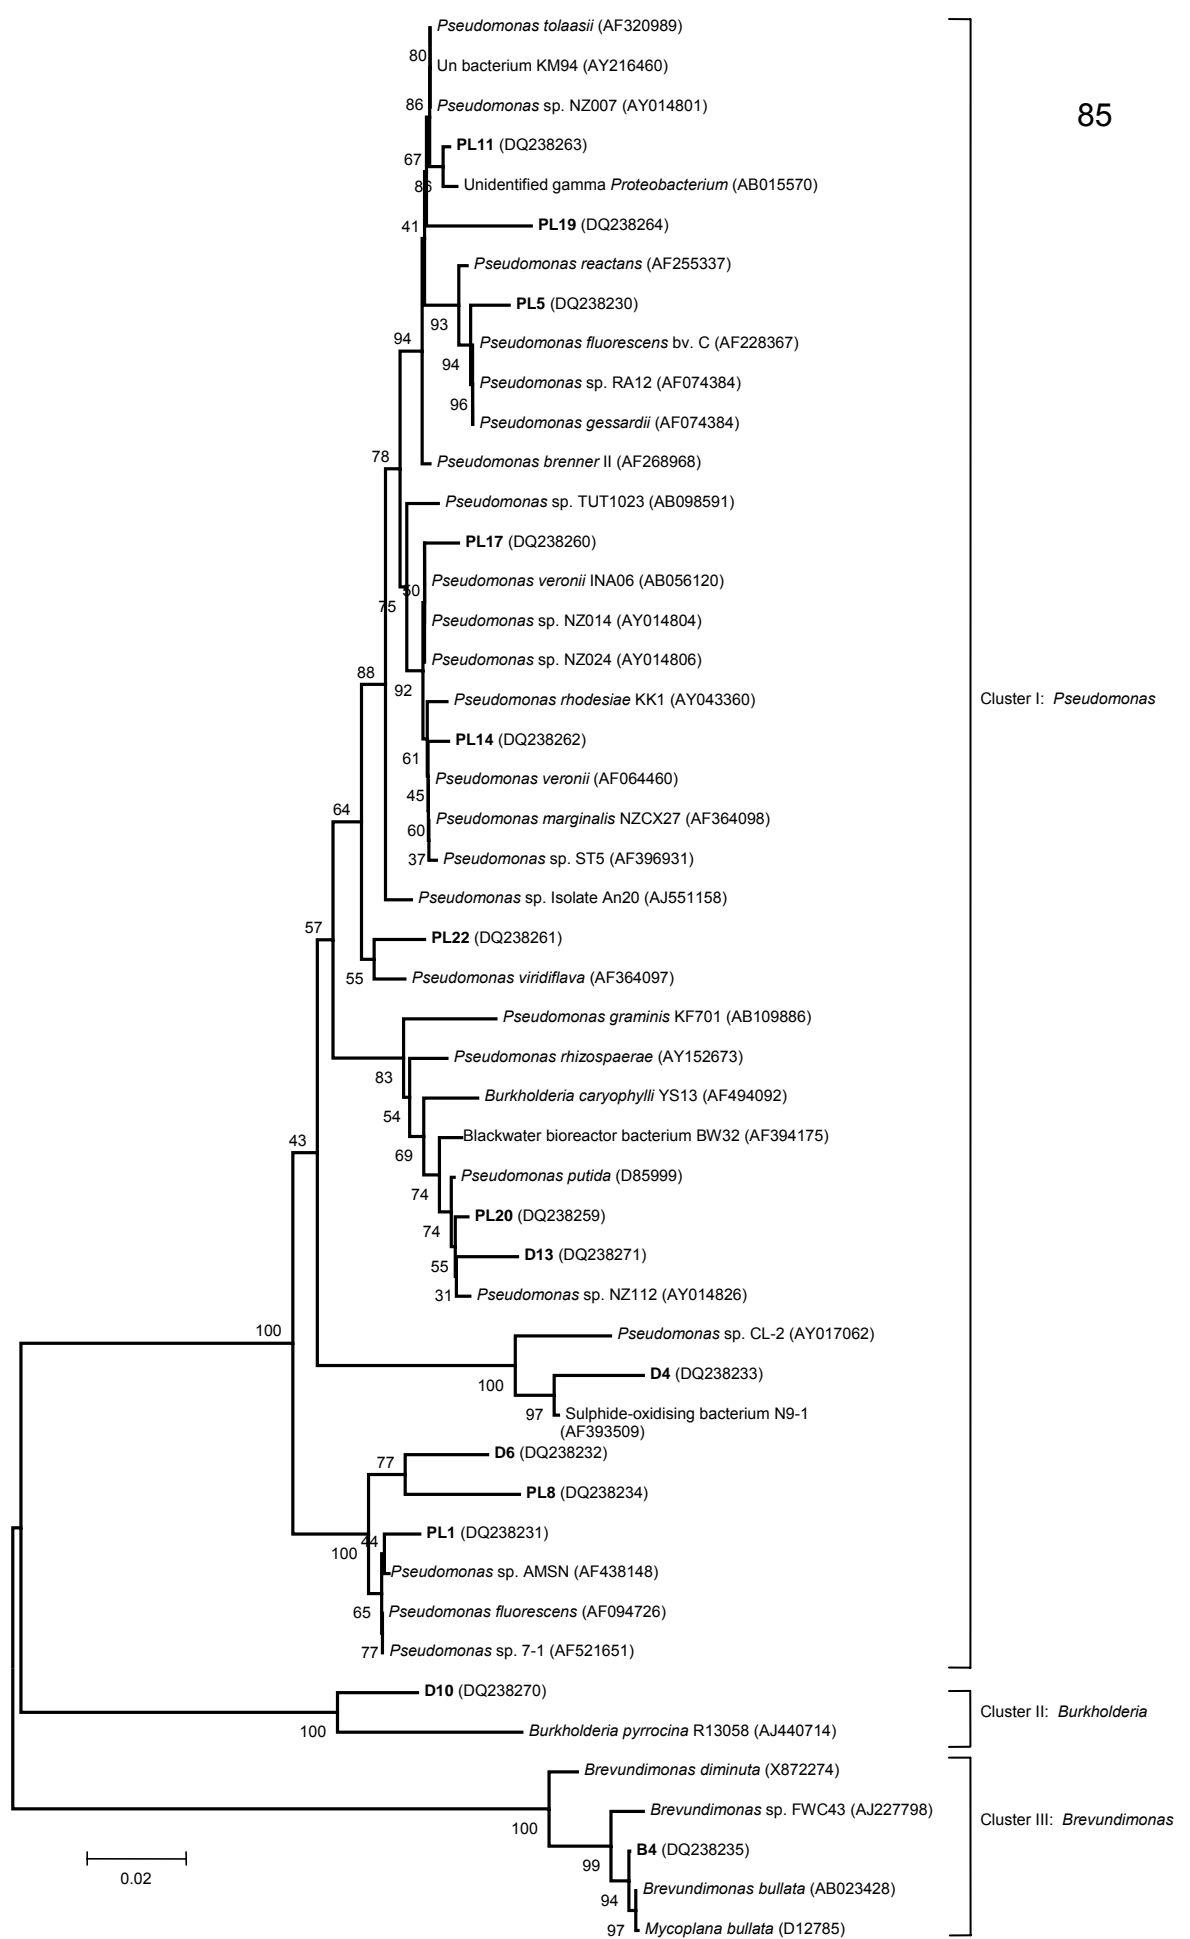 Pseudomonas tolaasii (AF320989)
80
Un bacterium KM94 (AY216460)
86
Pseudomonas sp. NZ007 (AY014801)
85
PL11 (DQ238263)
67
86
Unidentified gamma Proteobacterium (AB015570)
41
PL19 (DQ238264)
Pseudomonas reactans (AF255337)
PL5 (DQ238230)
93
94
Pseudomonas fluorescens bv. C (AF228367)
94
Pseudomonas sp. RA12 (AF074384)
96
Pseudomonas gessardii (AF074384)
78
Pseudomonas brenner II (AF268968)
Pseudomonas sp. TUT1023 (AB098591)
PL17 (DQ238260)
Pseudomonas veronii INA06 (AB056120)
50
75
Pseudomonas sp. NZ014 (AY014804)
Pseudomonas sp. NZ024 (AY014806)
88
92
Pseudomonas rhodesiae KK1 (AY043360)
Cluster I: Pseudomonas
PL14 (DQ238262)
61
Pseudomonas veronii (AF064460)
45
64
Pseudomonas marginalis NZCX27 (AF364098)
60
37
Pseudomonas sp. ST5 (AF396931)
Pseudomonas sp. Isolate An20 (AJ551158)
57
PL22 (DQ238261)
55
Pseudomonas viridiflava (AF364097)
Pseudomonas graminis KF701 (AB109886)
Pseudomonas rhizospaerae (AY152673)
83
Burkholderia caryophylli YS13 (AF494092)
54
Blackwater bioreactor bacterium BW32 (AF394175)
43
69
Pseudomonas putida (D85999)
74
PL20 (DQ238259)
74
D13 (DQ238271)
55
31
Pseudomonas sp. NZ112 (AY014826)
100
Pseudomonas sp. CL-2 (AY017062)
D4 (DQ238233)
100
97
Sulphide-oxidising bacterium N9-1
(AF393509)
D6 (DQ238232)
77
PL8 (DQ238234)
PL1 (DQ238231)
44
100
Pseudomonas sp. AMSN (AF438148)
65
Pseudomonas fluorescens (AF094726)
77
Pseudomonas sp. 7-1 (AF521651)
D10 (DQ238270)
Cluster II: Burkholderia
100
Burkholderia pyrrocina R13058 (AJ440714)
Brevundimonas diminuta (X872274)
Brevundimonas sp. FWC43 (AJ227798)
Cluster III: Brevundimonas
100
B4 (DQ238235)
99
0.02
Brevundimonas bullata (AB023428)
94
97
Mycoplana bullata (D12785)